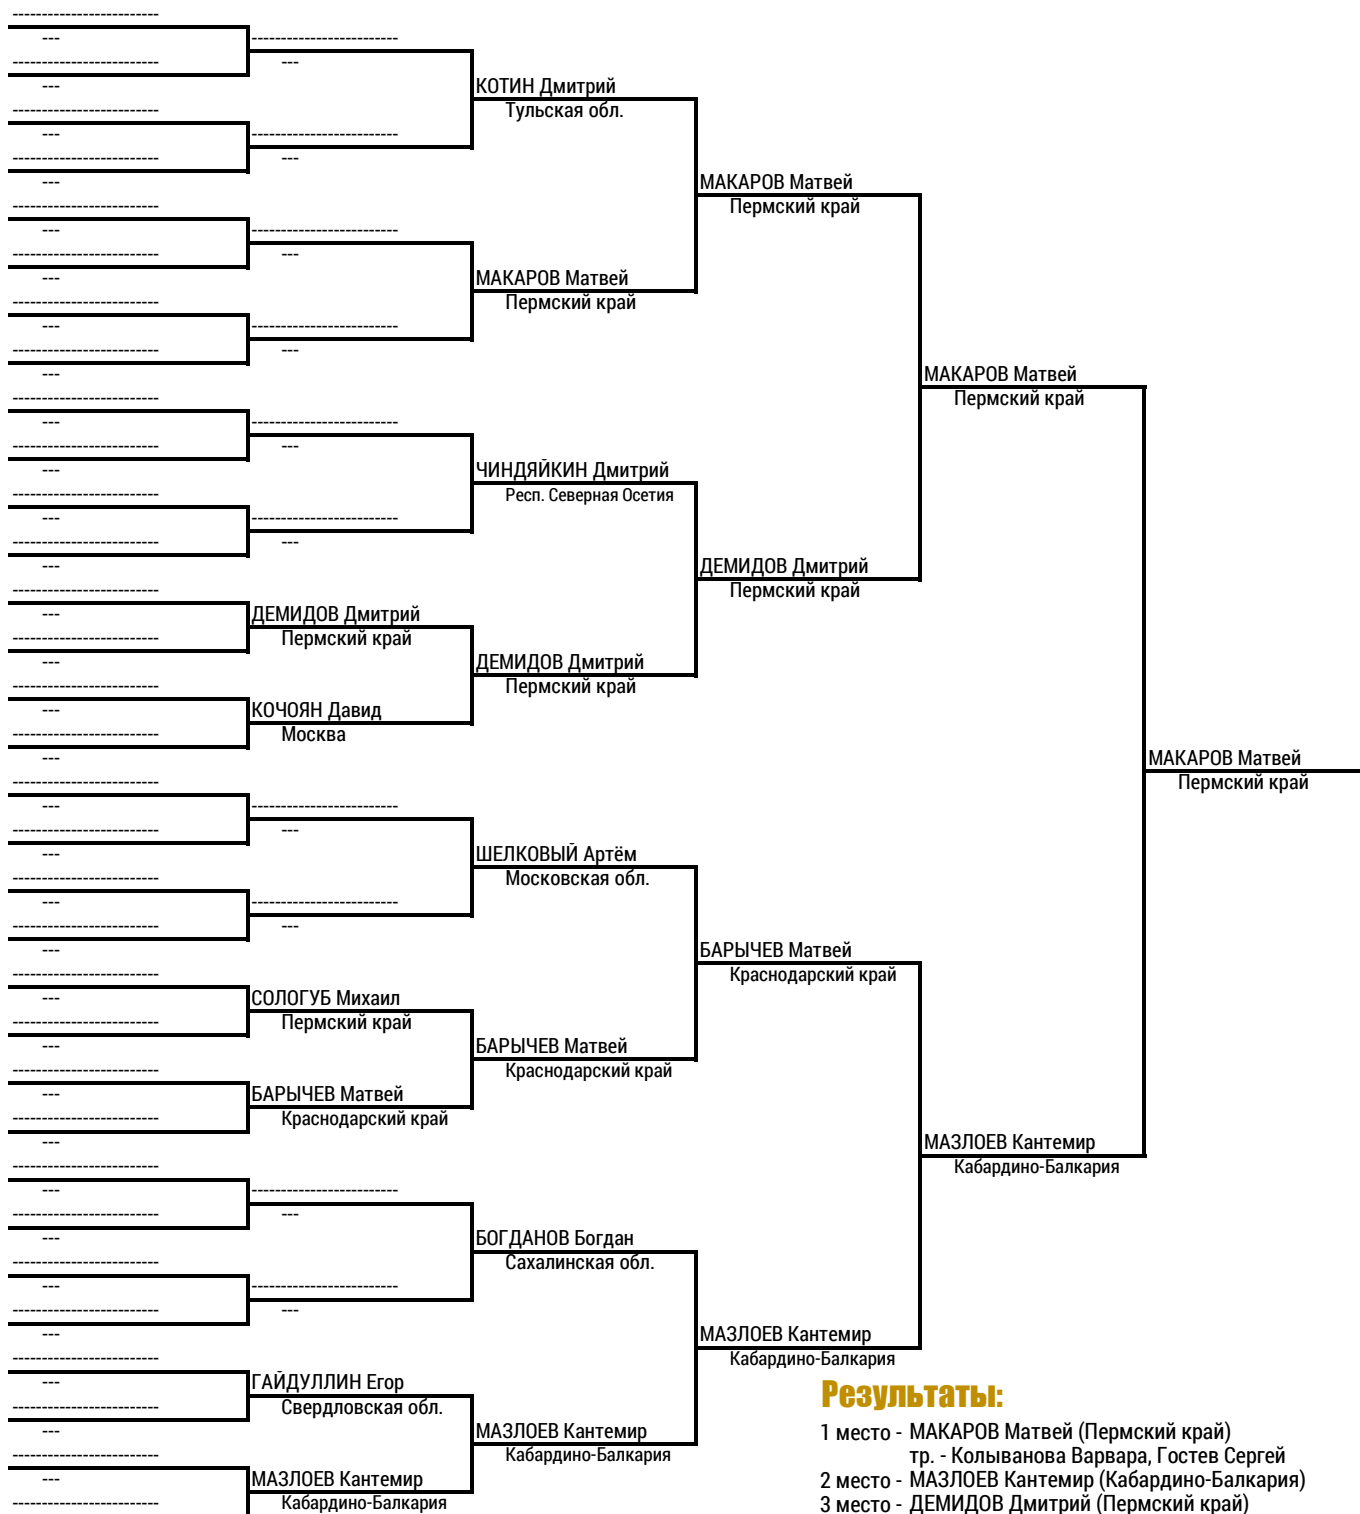 ДЕМИДОВ Дмитрий
Пермский край
КОЧОЯН Давид
Москва
СОЛОГУБ Михаил
Пермский край
БАРЫЧЕВ Матвей
Краснодарский край
ГАЙДУЛЛИН Егор
Свердловская обл.
МАЗЛОЕВ Кантемир
Кабардино-Балкария
КОТИН Дмитрий
Тульская обл.
МАКАРОВ Матвей
Пермский край
ЧИНДЯЙКИН Дмитрий
Респ. Северная Осетия
ДЕМИДОВ Дмитрий
Пермский край
ШЕЛКОВЫЙ Артём
Московская обл.
БАРЫЧЕВ Матвей
Краснодарский край
БОГДАНОВ Богдан
Сахалинская обл.
МАЗЛОЕВ Кантемир
Кабардино-Балкария
МАКАРОВ Матвей
Пермский край
ДЕМИДОВ Дмитрий
Пермский край
БАРЫЧЕВ Матвей
Краснодарский край
МАЗЛОЕВ Кантемир
Кабардино-Балкария
МАКАРОВ Матвей
Пермский край
МАЗЛОЕВ Кантемир
Кабардино-Балкария
МАКАРОВ Матвей
Пермский край
Результаты:
1 место - МАКАРОВ Матвей (Пермский край)
тр. - Колыванова Варвара, Гостев Сергей
2 место - МАЗЛОЕВ Кантемир (Кабардино-Балкария)
3 место - ДЕМИДОВ Дмитрий (Пермский край)